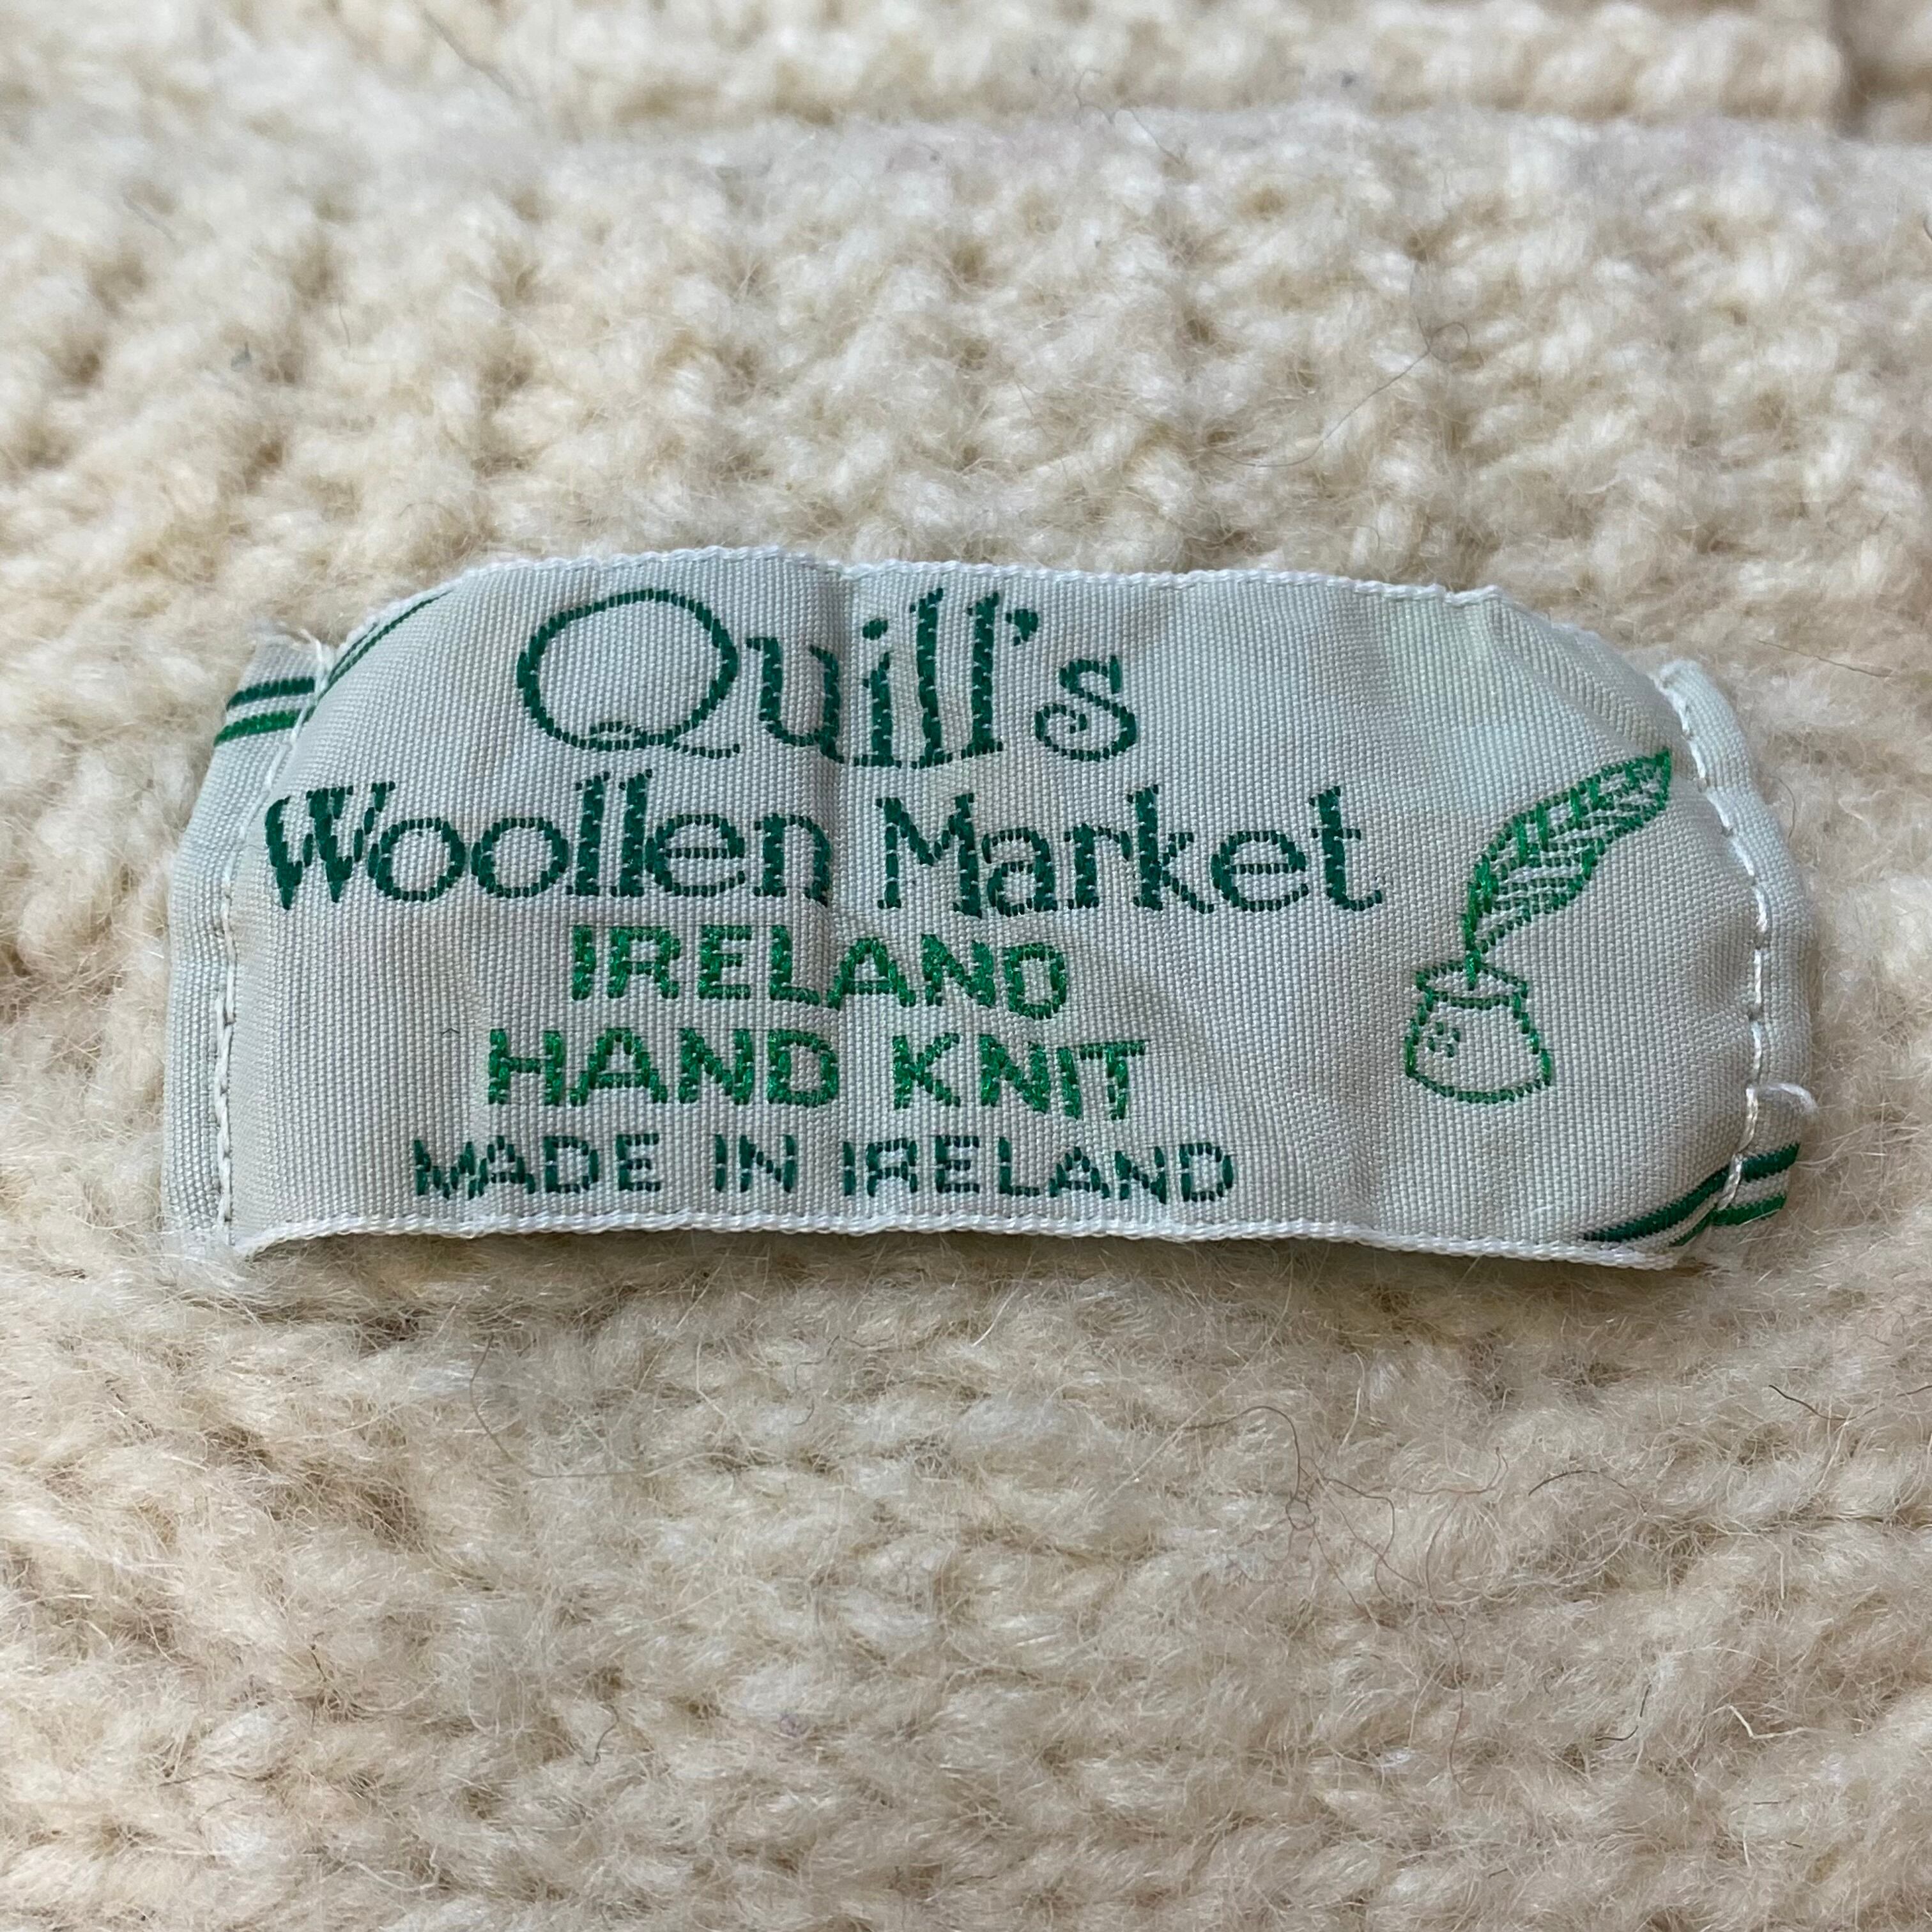 Quill's
Woollen Market
IRELAND
HAND KNIT
MADE IN IRELAND